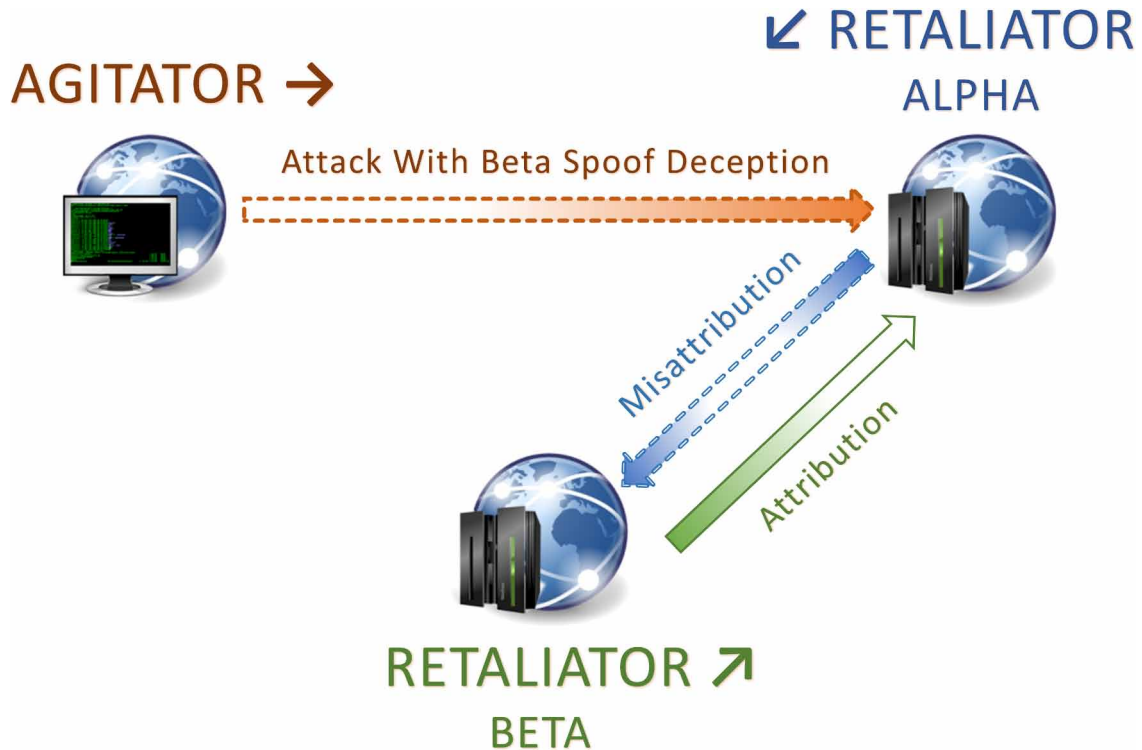 ↙ RETALIATOR
ALPHA
AGITATOR →
Attack With Beta Spoof Deception
Misattribution
Attribution
RETALIATOR ↗
BETA